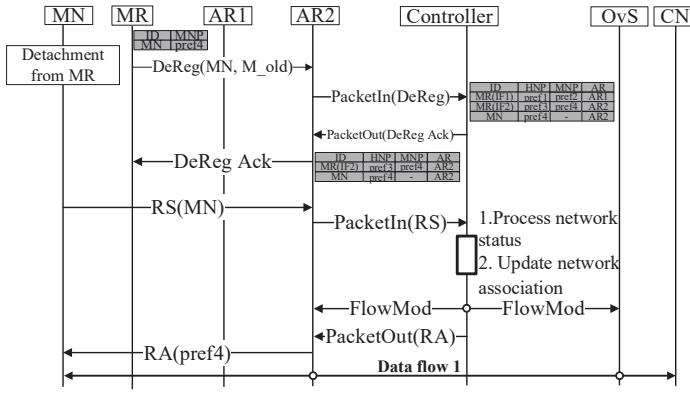 MN MR AR1 AR2 Controller OvS CN
ID MNP
MN pref4
Detachment
from MR
DeReg(MN, M_old)
PacketIn(DeReg)
ID HNP MNP AR
MR(IF1) pref1 pref2 AR1
MR(IF2) pref3 pref4 AR2
MN pref4 - AR2
PacketOut(DeReg Ack)
DeReg Ack
ID HNP MNP AR
MR(IF2) pref3 pref4 AR2
MN pref4 - AR2
RS(MN)
PacketIn(RS)
1.Process network
status
2. Update network
association
FlowMod FlowMod
PacketOut(RA)
RA(pref4)
Data flow 1